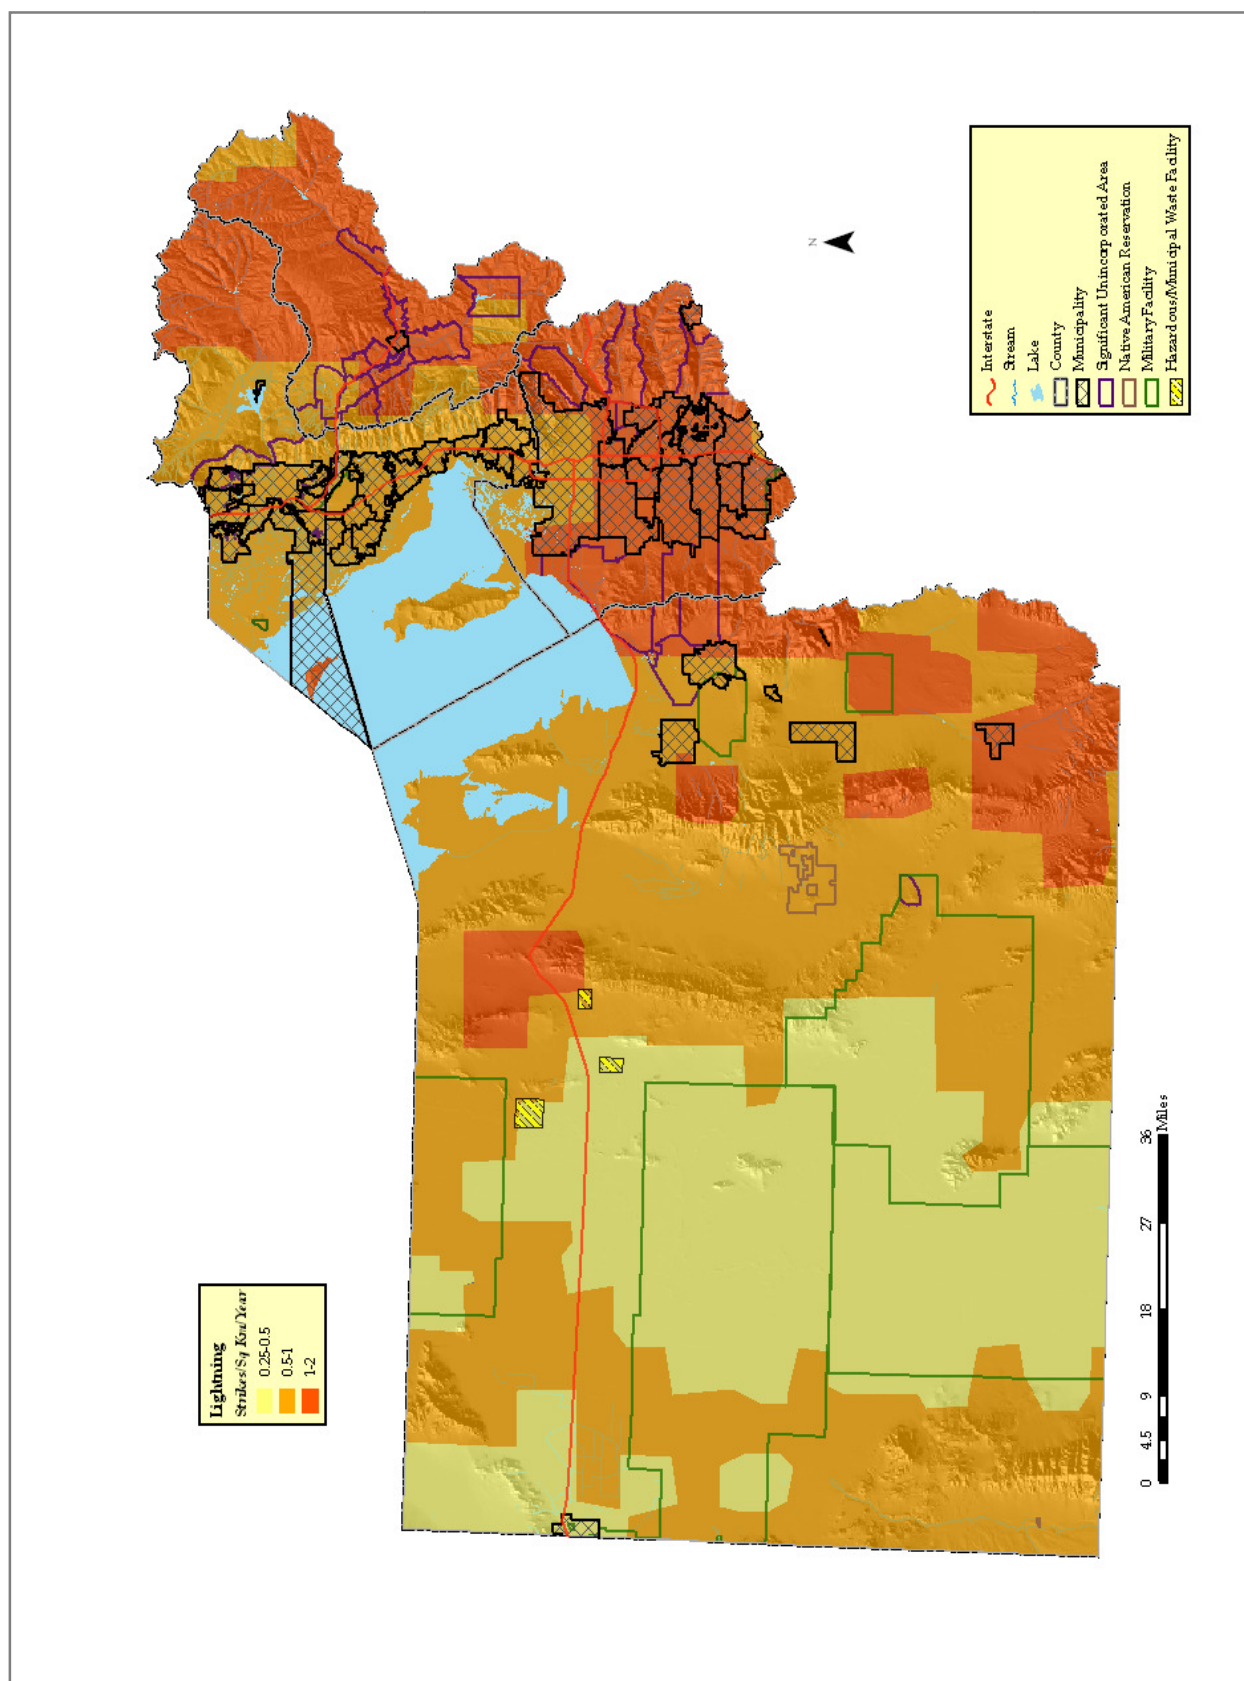 Lightning
Strikes/Sq Km/Year
0.25-0.5
0.5-1
1-2
N
Interstate
Stream
Lake
County
Municipality
Significant Unincorporated Area
Native American Reservation
Military Facility
Hazardous/Municipal Waste Facility
0 4.5 9 18 27 36
Miles